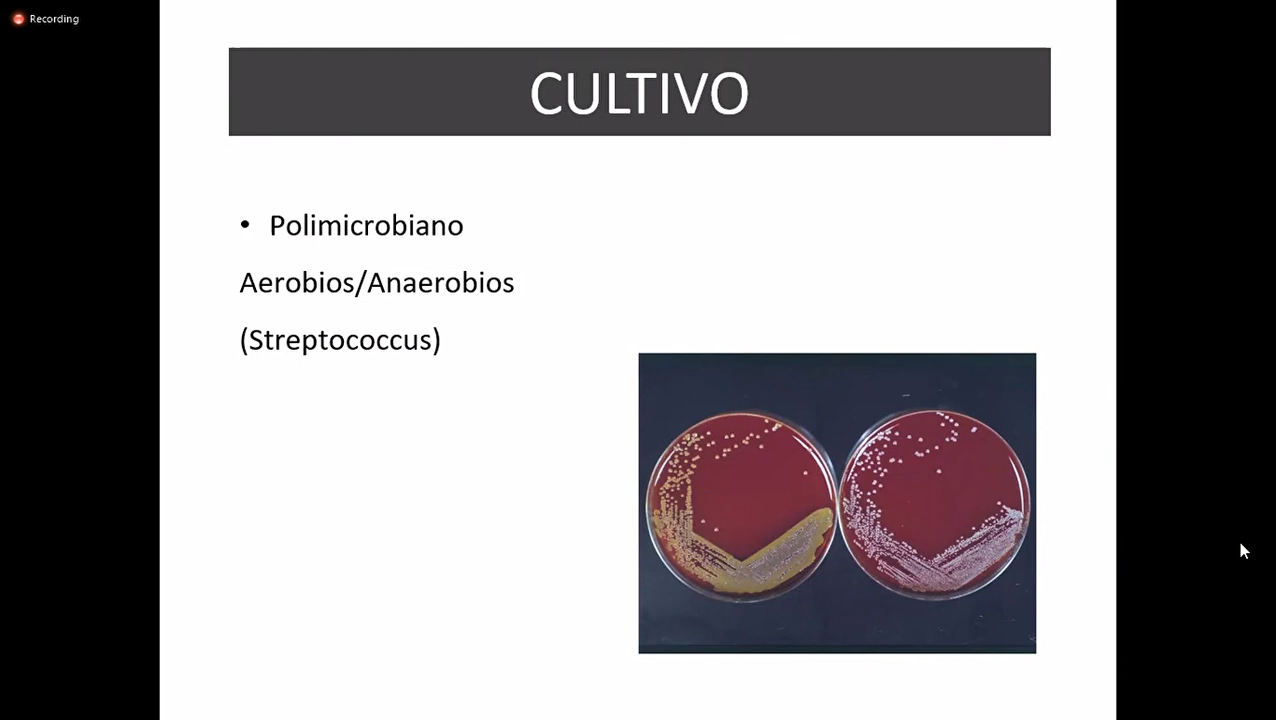 Recording
CULTIVO
• Polimicrobiano
Aerobios/Anaerobios
(Streptococcus)